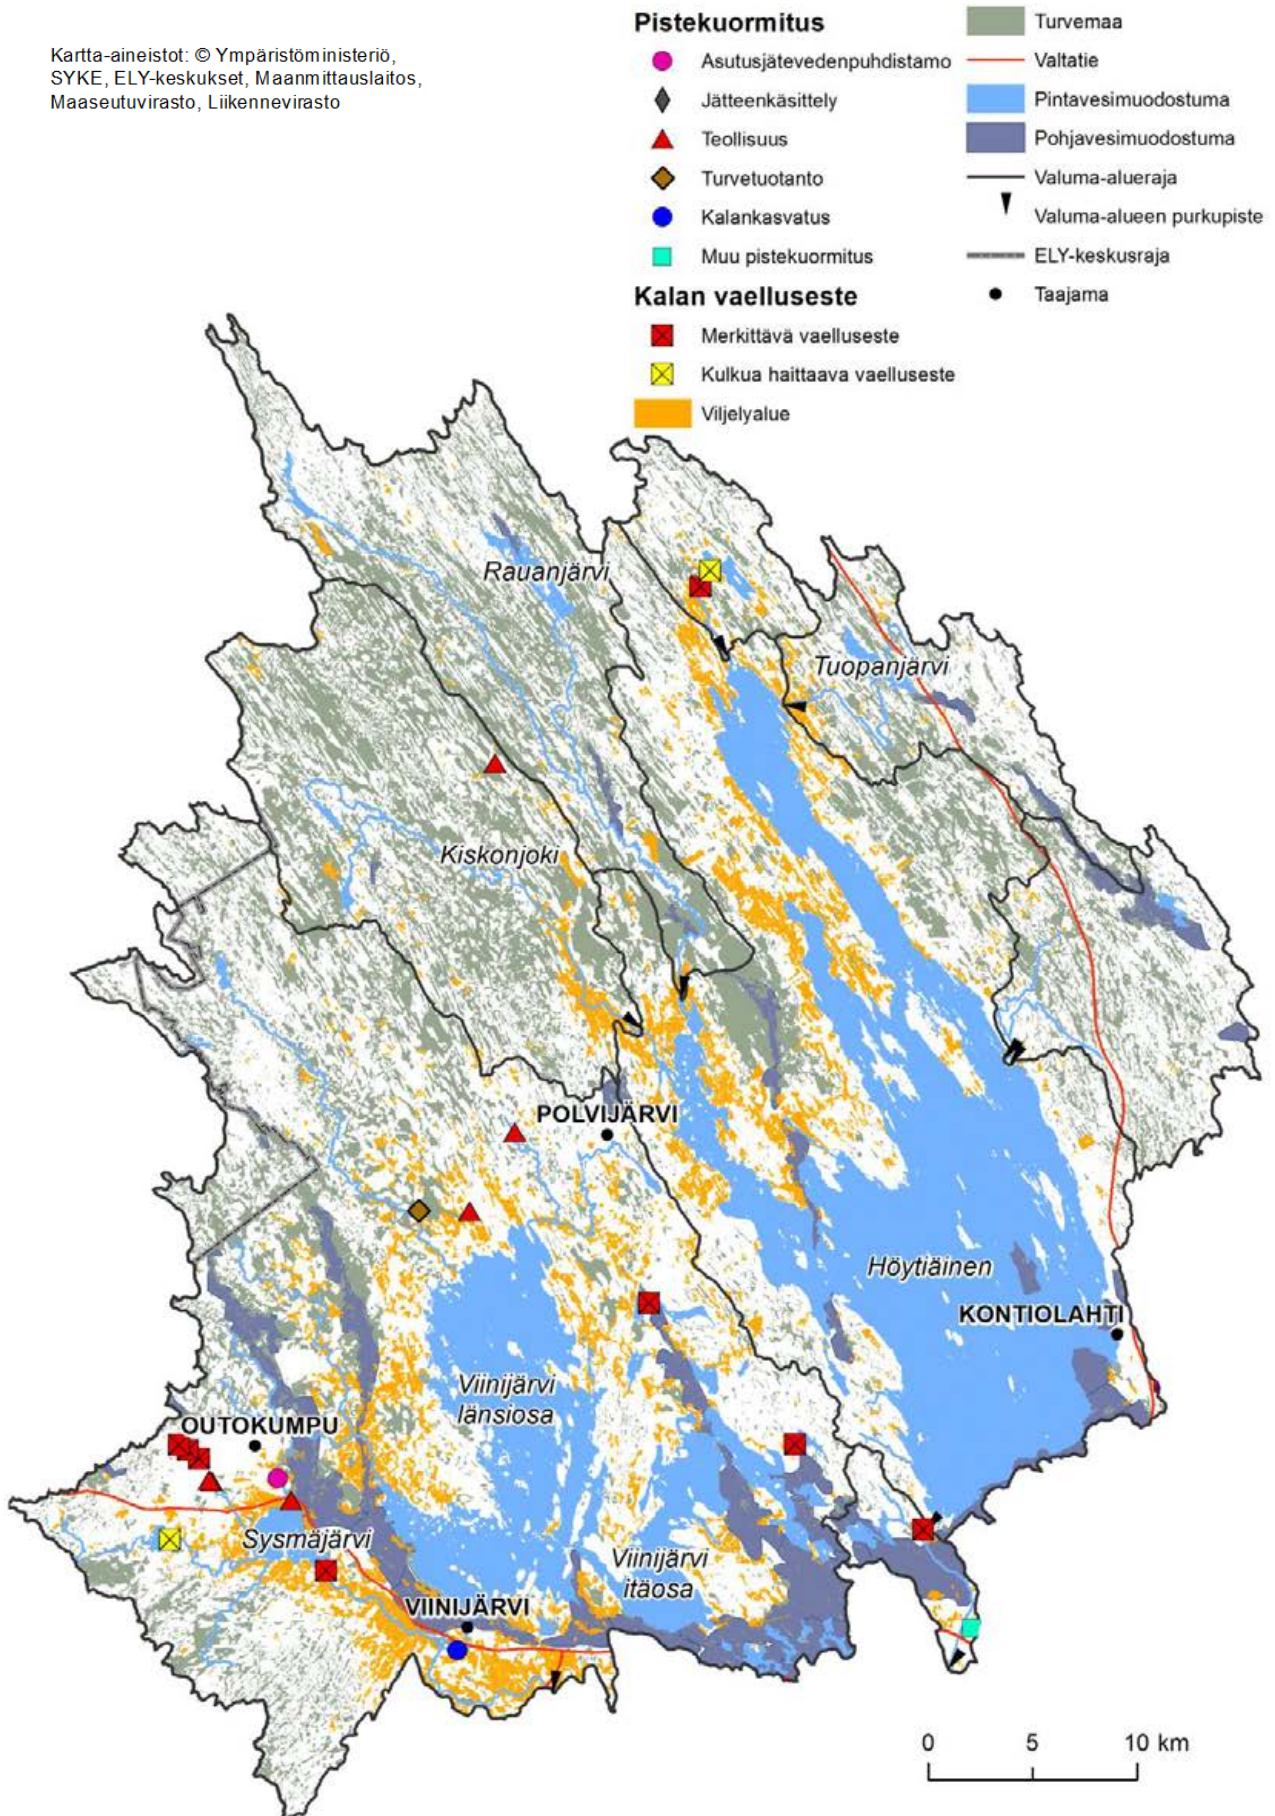 Kartta-aineistot: © Ympäristöministeriö,
SYKE, ELY-keskukset, Maanmittauslaitos,
Maaseutuvirasto, Liikennevirasto
Pistekuormitus
Asutusjätevedenpuhdistamo
Jätteenkäsittely
Teollisuus
Turvetuotanto
Kalankasvatus
Muu pistekuormitus
Kalan vaelluseste
Merkittävä vaelluseste
Kulkua haittaava vaelluseste
Viljelyalue
Turvemaa
Valtatie
Pintavesimuodostuma
Pohjavesimuodostuma
Valuma-alueraja
Valuma-alueen purkupiste
ELY-keskusraja
Taajama
Rauanjärvi
Tuopanjärvi
Kiskonjoki
POLVIJÄRVI
Höytiäinen
KONTIOLAHTI
Viinijärvi
länsiosa
OUTOKUMPU
Sysmäjärvi
Viinijärvi
itäosa
VIINIJÄRVI
0 5 10 km